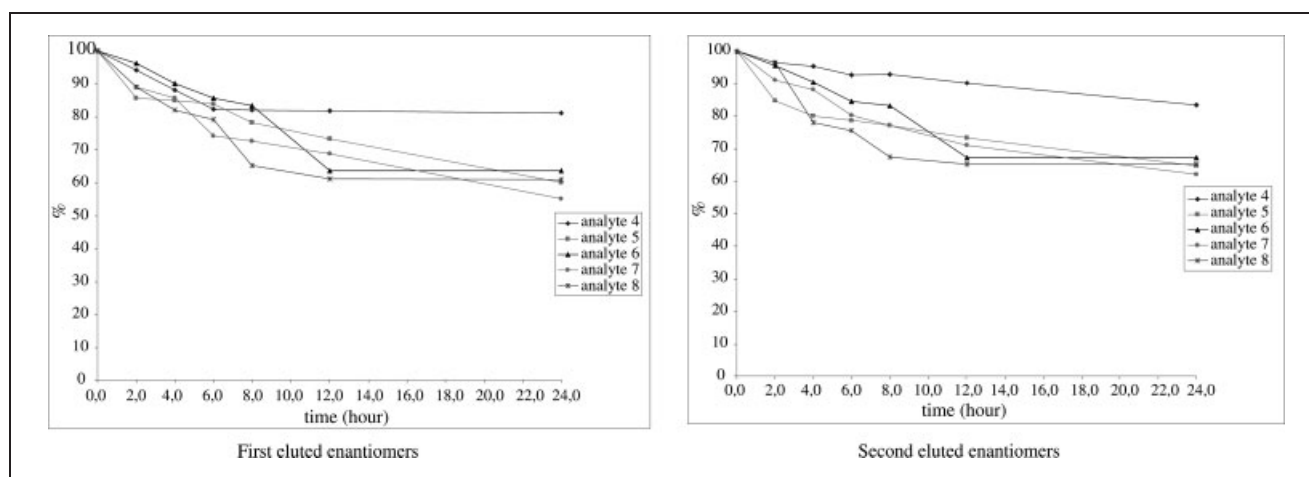 100
90
80
70
60
50
40
30
20
10
0
%
0,0 2,0 4,0 6,0 8,0 10,0 12,0 14,0 16,0 18,0 20,0 22,0 24,0
time (hour)
analyte 4
analyte 5
analyte 6
analyte 7
analyte 8
First eluted enantiomers
100
90
80
70
60
50
40
30
20
10
0
%
0,0 2,0 4,0 6,0 8,0 10,0 12,0 14,0 16,0 18,0 20,0 22,0 24,0
time (hour)
analyte 4
analyte 5
analyte 6
analyte 7
analyte 8
Second eluted enantiomers